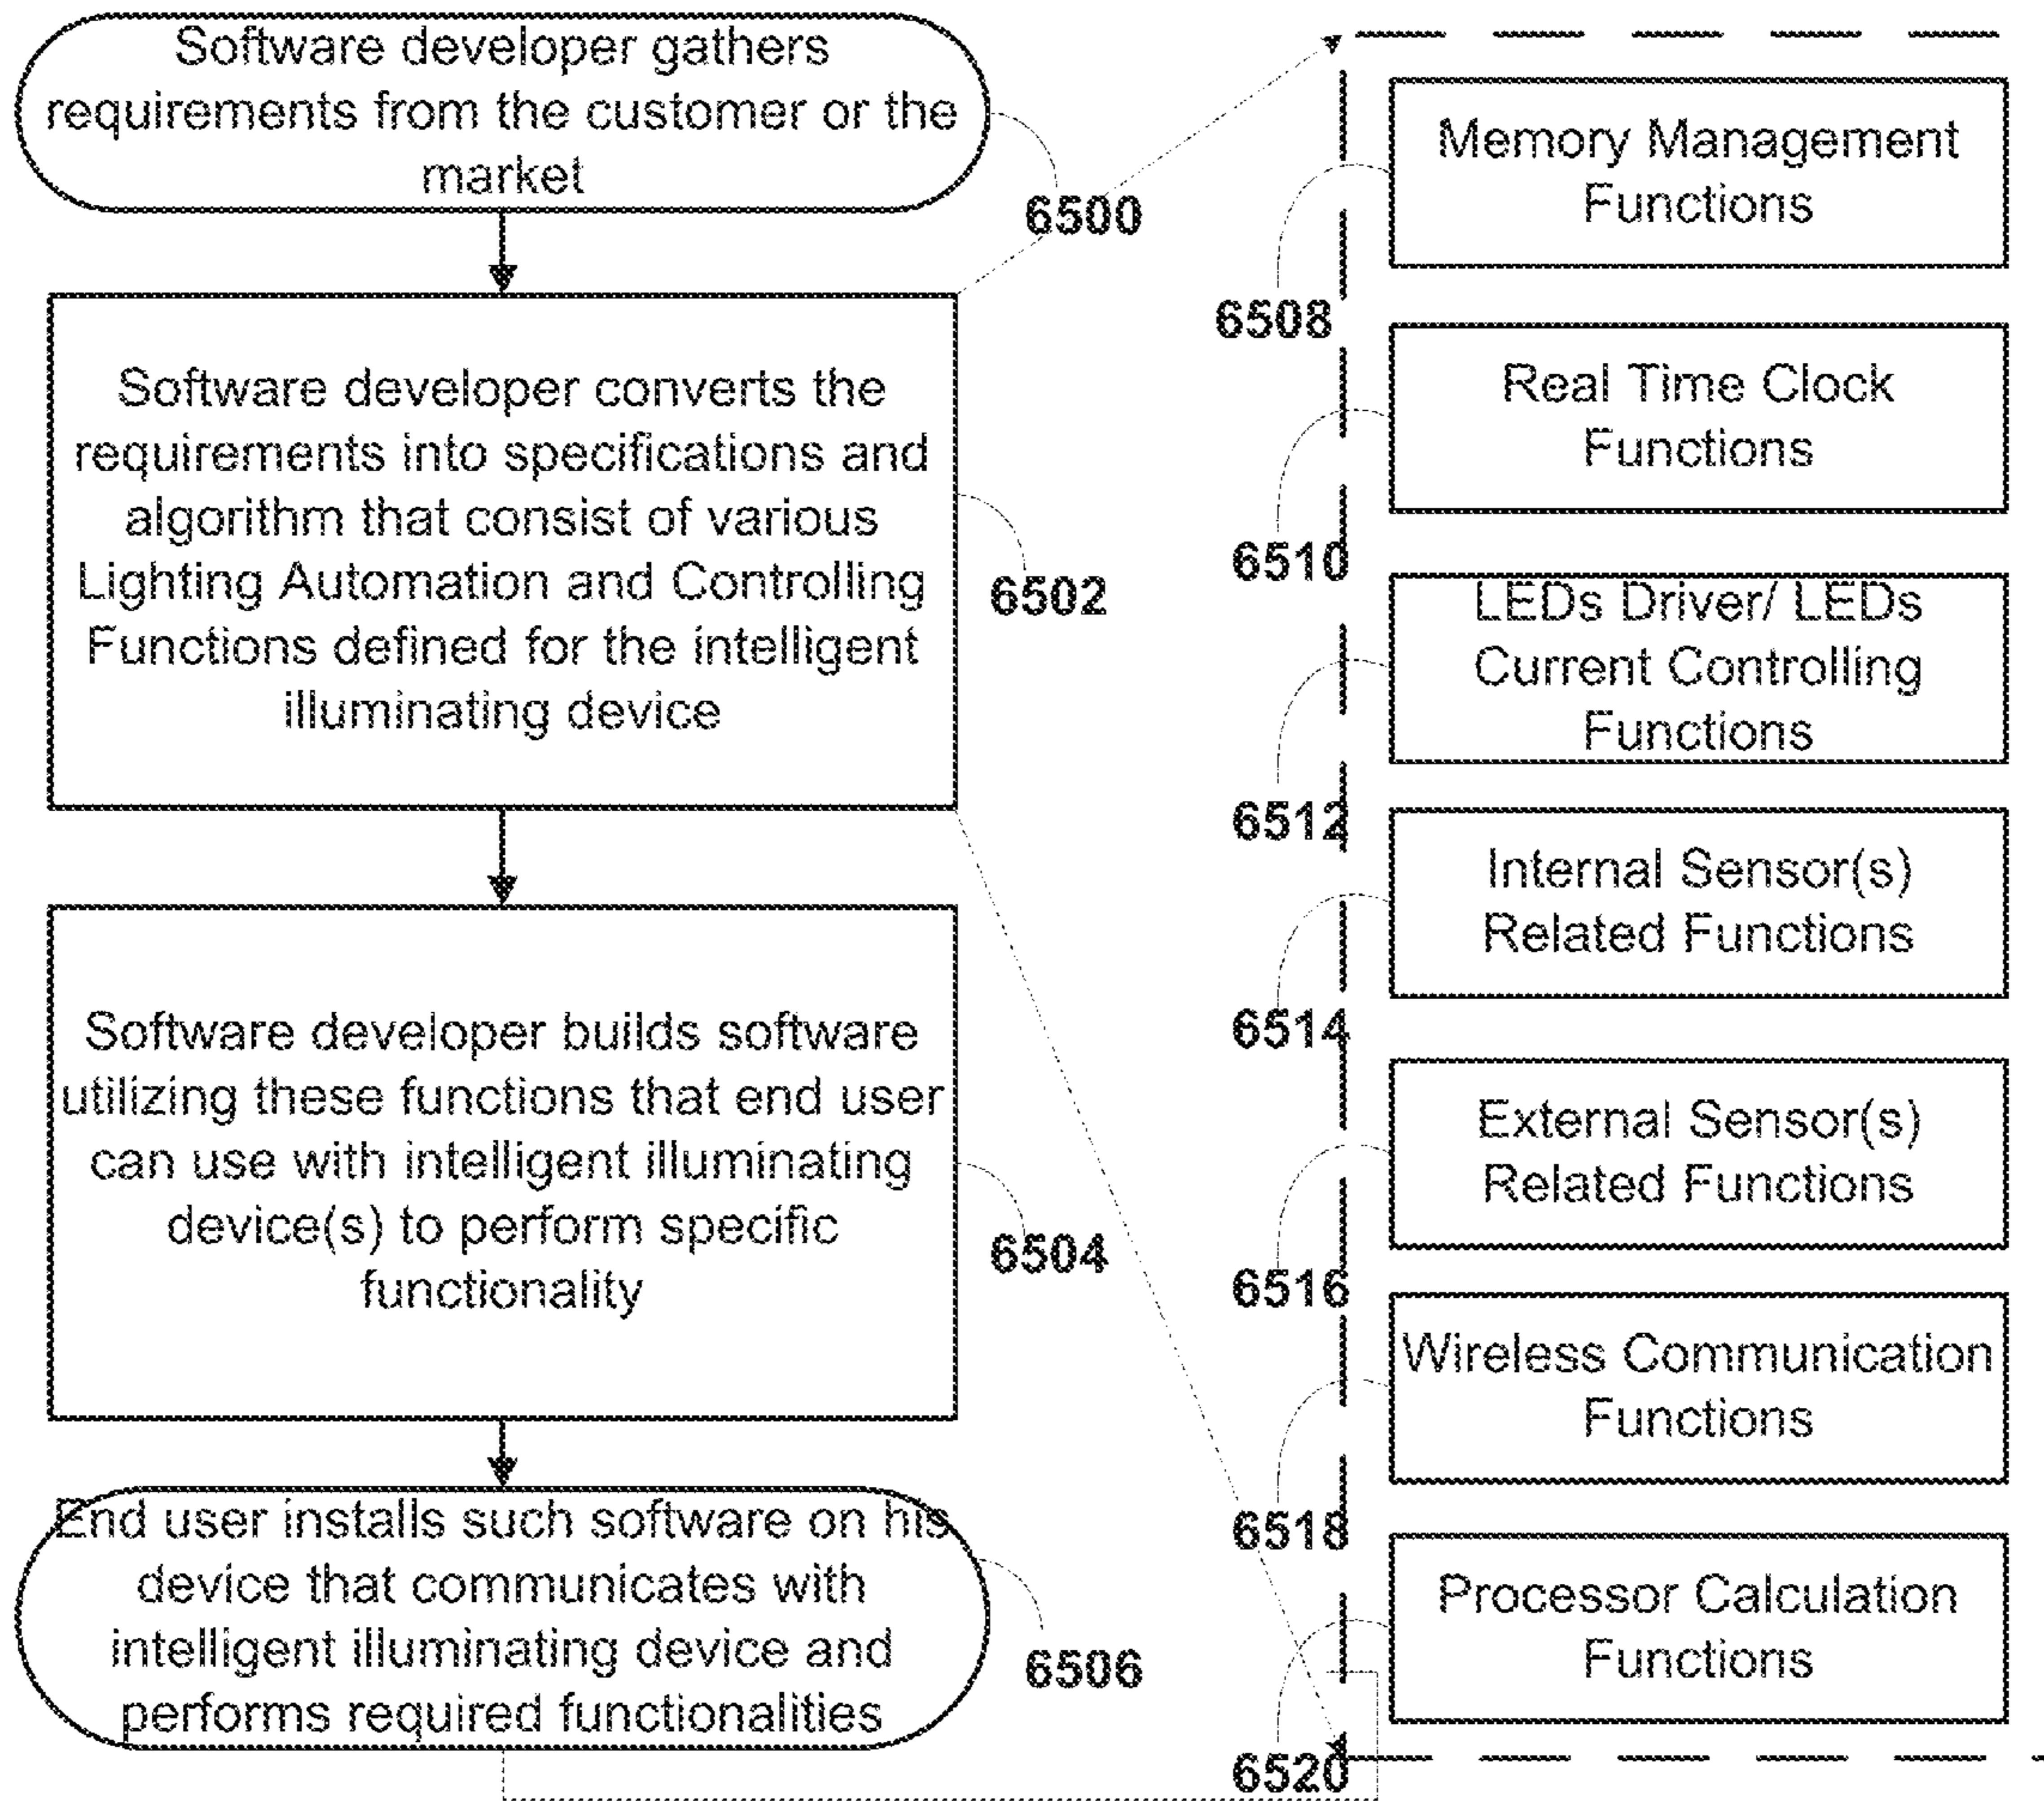 Software developer gathers
requirements from the customer or the
market
6500
Software developer converts the
requirements into specifications and
algorithm that consist of various
Lighting Automation and Controlling
Functions defined for the intelligent
illuminating device
6502
Software developer builds software
utilizing these functions that end user
can use with intelligent illuminating
device(s) to perform specific
functionality
6504
End user installs such software on his
device that communicates with
intelligent illuminating device and
performs required functionalities
6506
Memory Management
Functions
6508
Real Time Clock
Functions
6510
LEDs Driver/ LEDs
Current Controlling
Functions
6512
Internal Sensor(s)
Related Functions
6514
External Sensor(s)
Related Functions
6516
Wireless Communication
Functions
6518
Processor Calculation
Functions
6520